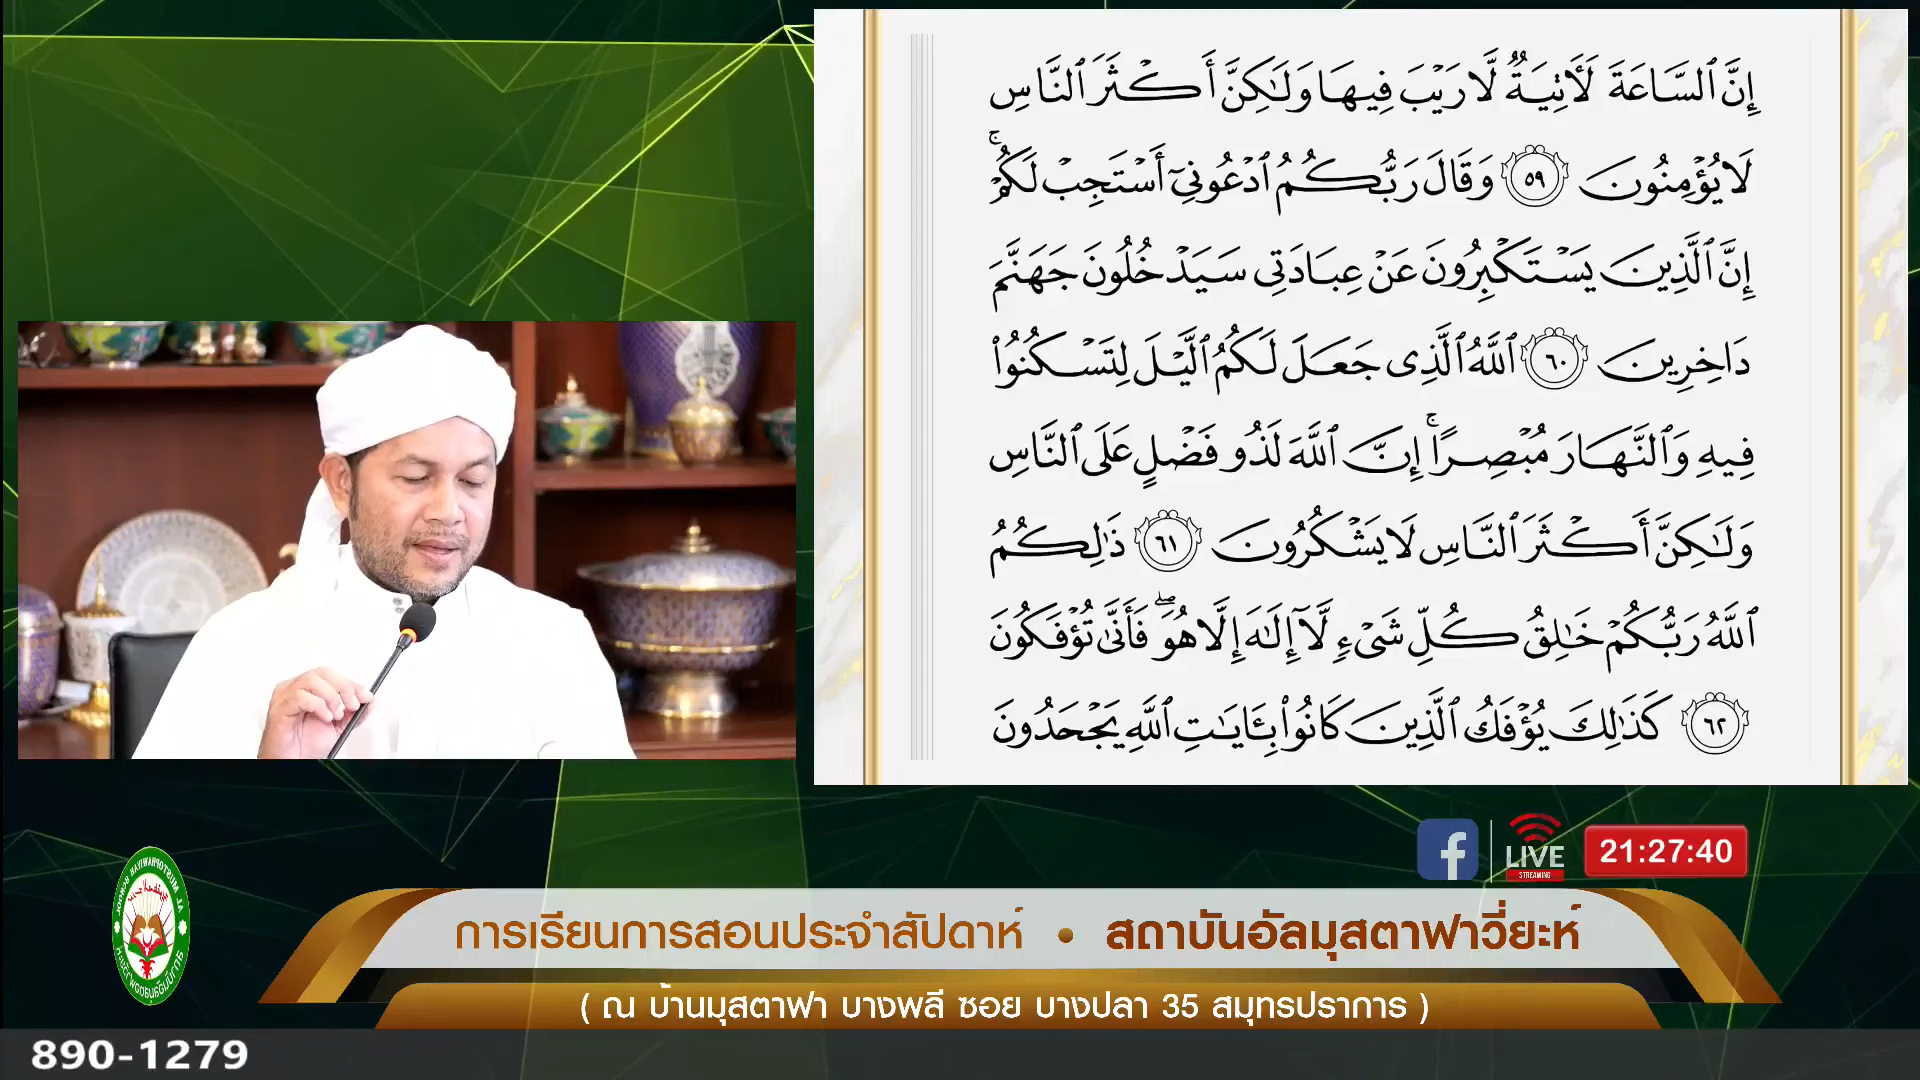 إِنَّ ٱلسَّاعَةَ لَأٓتِيَةٌ لَّا رَيۡبَ فِيهَا وَلَٰكِنَّ أَكۡثَرَ ٱلنَّاسِ
لَا يُؤۡمِنُونَ ٥٩ وَقَالَ رَبُّكُمُ ٱدۡعُونِيٓ أَسۡتَجِبۡ لَكُمۡۚ
إِنَّ ٱلَّذِينَ يَسۡتَكۡبِرُونَ عَنۡ عِبَادَتِي سَيَدۡخُلُونَ جَهَنَّمَ
دَاخِرِينَ ٦٠ ٱللَّهُ ٱلَّذِي جَعَلَ لَكُمُ ٱلَّيۡلَ لِتَسۡكُنُواْ
فِيهِ وَٱلنَّهَارَ مُبۡصِرًاۚ إِنَّ ٱللَّهَ لَذُو فَضۡلٍ عَلَى ٱلنَّاسِ
وَلَٰكِنَّ أَكۡثَرَ ٱلنَّاسِ لَا يَشۡكُرُونَ ٦١ ذَٰلِكُمُ
ٱللَّهُ رَبُّكُمۡ خَٰلِقُ كُلِّ شَيۡءٖ لَّآ إِلَٰهَ إِلَّا هُوَۖ فَأَنَّىٰ تُؤۡفَكُونَ
٦٢ كَذَٰلِكَ يُؤۡفَكُ ٱلَّذِينَ كَانُواْ بِـَٔايَٰتِ ٱللَّهِ يَجۡحَدُونَ
f LIVE 21:27:40
STREAMING
การเรียนการสอนประจำสัปดาห์ • สถาบันอัลมุสตาฟาวี่ยะห์
( ณ บ้านมุสตาฟา บางพลี ซอย บางปลา 35 สมุทรปราการ )
890-1279